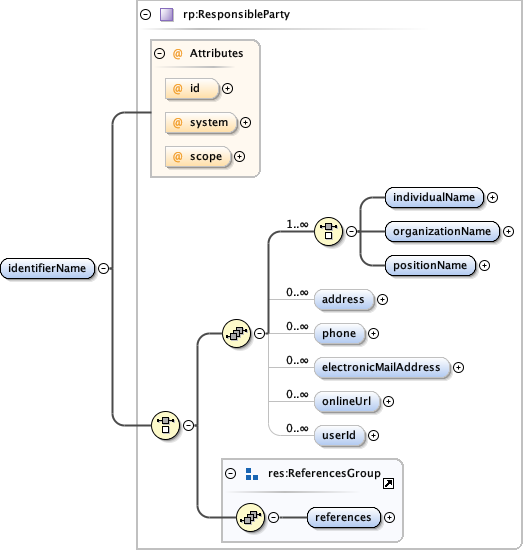 rp:ResponsibleParty
@ Attributes
@ id
@ system
@ scope
individualName
1..∞
organizationName
identifierName
positionName
0..∞
address
0..∞
phone
0..∞
electronicMailAddress
0..∞
onlineUrl
0..∞
userId
res:ReferencesGroup
references